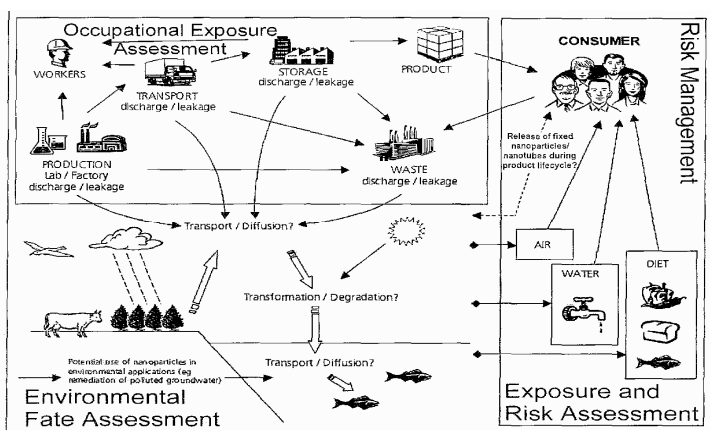 Occupational Exposure
Assessment
WORKERS
TRANSPORT
discharge / leakage
STORAGE
discharge / leakage
PRODUCT
PRODUCTION
Lab / Factory
discharge / leakage
WASTE
discharge / leakage
CONSUMER
Risk Management
Release of fixed
nanoparticles/
nanotubes during
product lifecycle?
Transport / Diffusion?
AIR
WATER
DIET
Transformation / Degradation?
Transport / Diffusion?
Potential use of nanoparticles in
environmental applications (eg
remediation of polluted groundwater)
Environmental
Fate Assessment
Exposure and
Risk Assessment